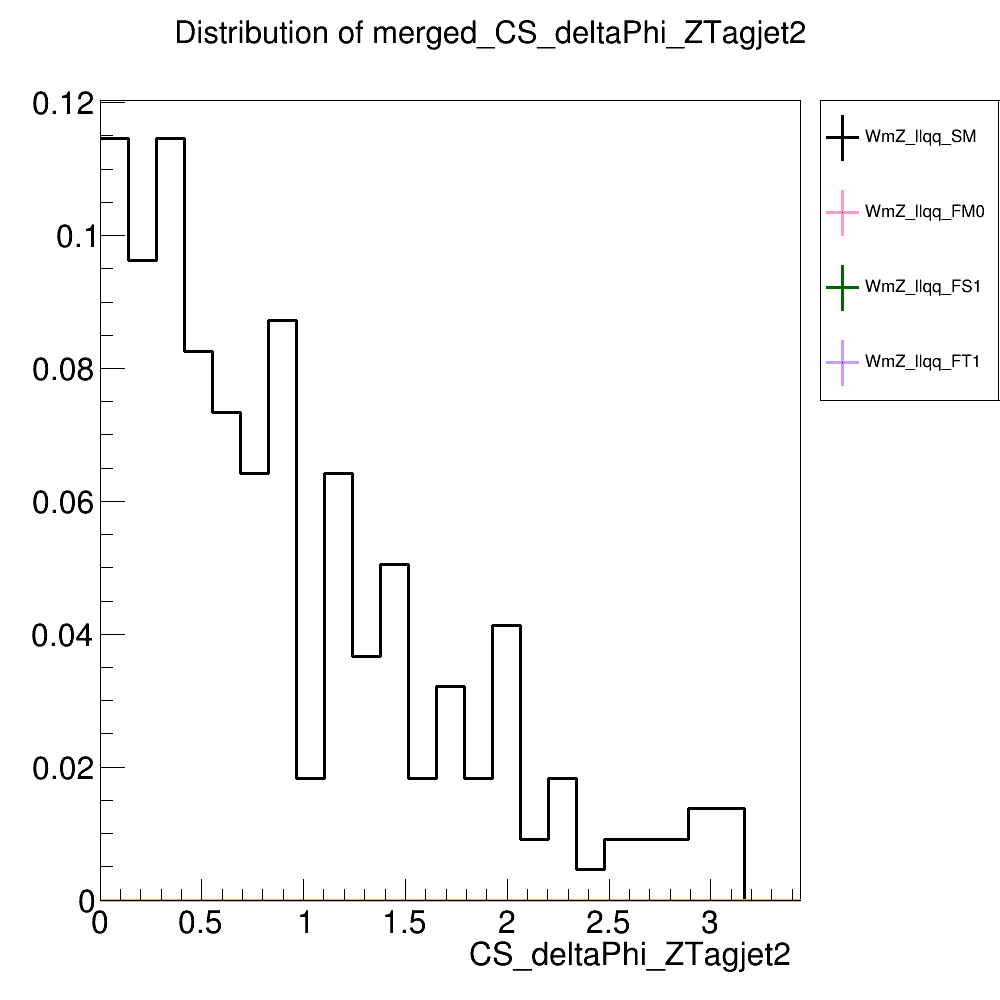 Distribution of merged_CS_deltaPhi_ZTagjet2
0.12
0.1
0.08
0.06
0.04
0.02
0
0 0.5 1 1.5 2 2.5 3
CS_deltaPhi_ZTagjet2
WmZ_llqq_SM
WmZ_llqq_FM0
WmZ_llqq_FS1
WmZ_llqq_FT1